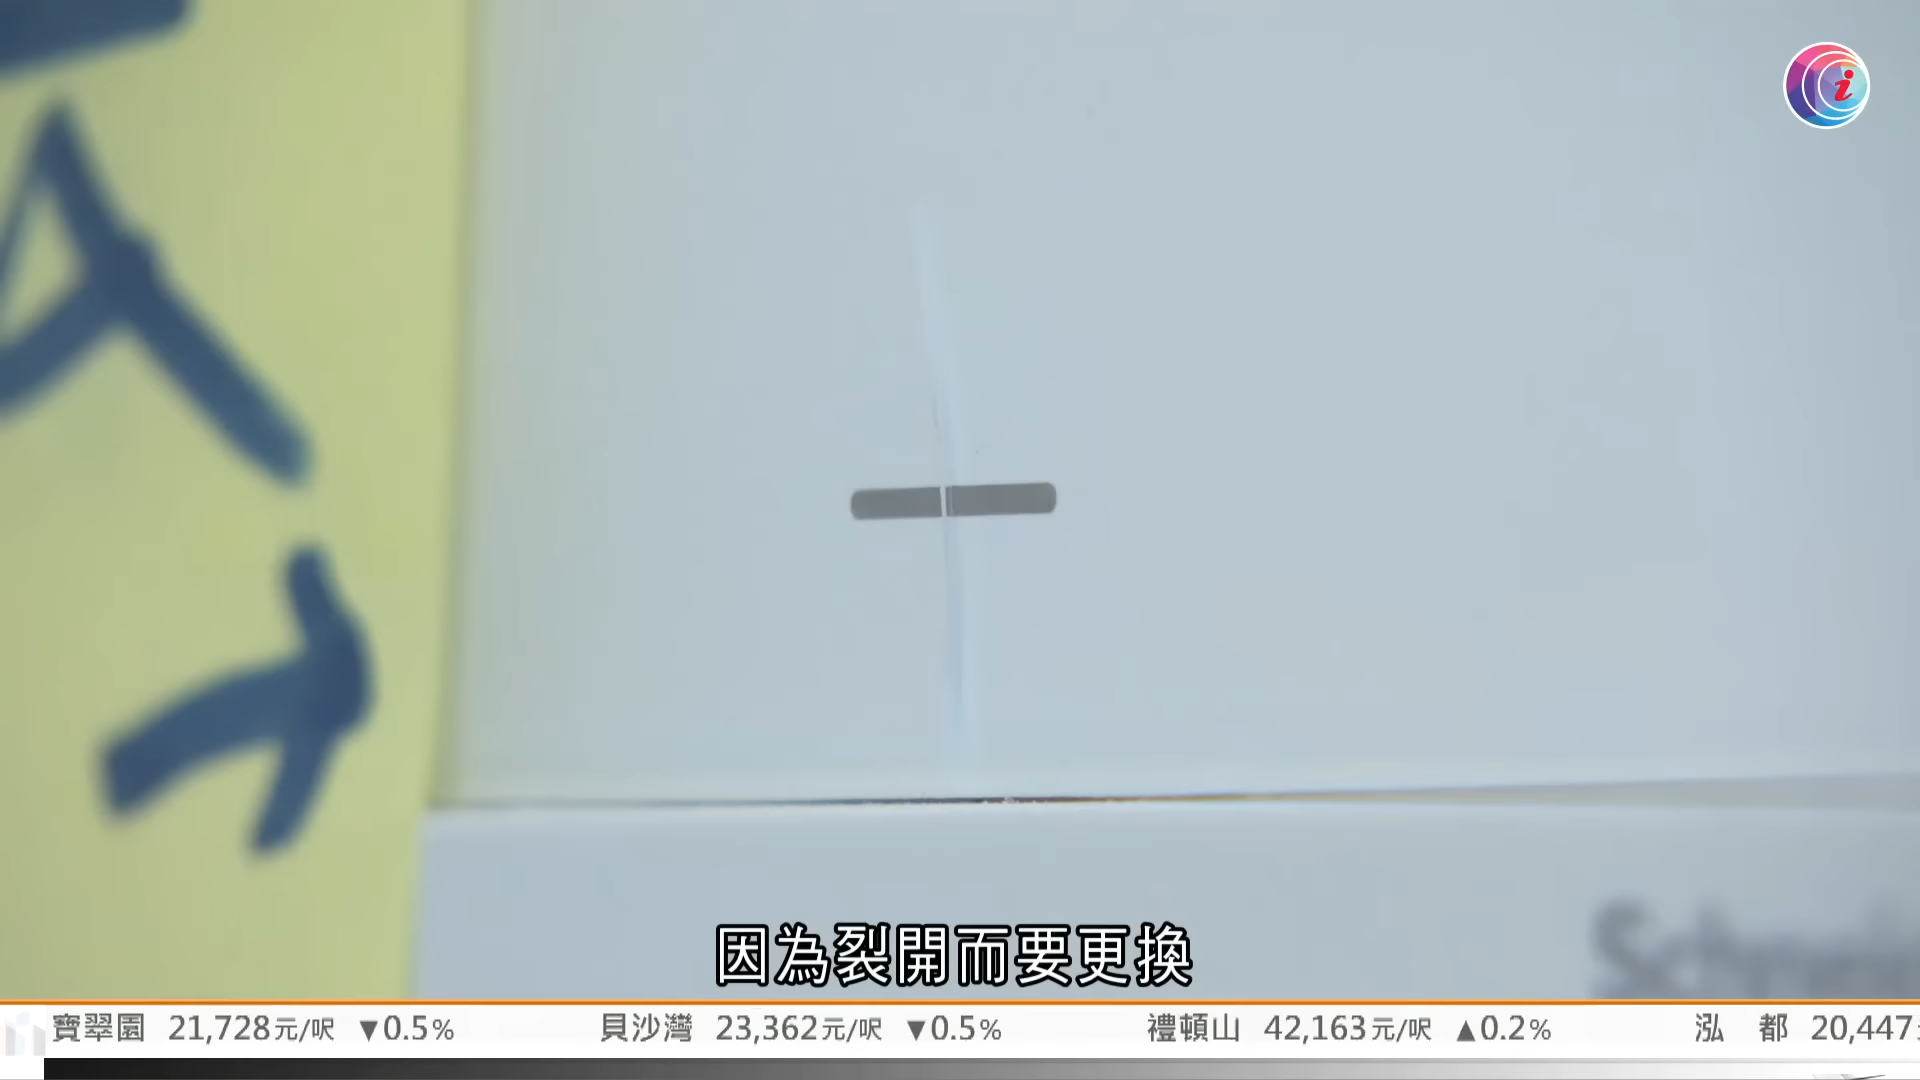 i
因為裂開而要更換
寶翠園 21,728元/呎 ▼0.5% 貝沙灣 23,362元/呎 ▼0.5% 禮頓山 42,163元/呎 ▲0.2% 泓都 20,447